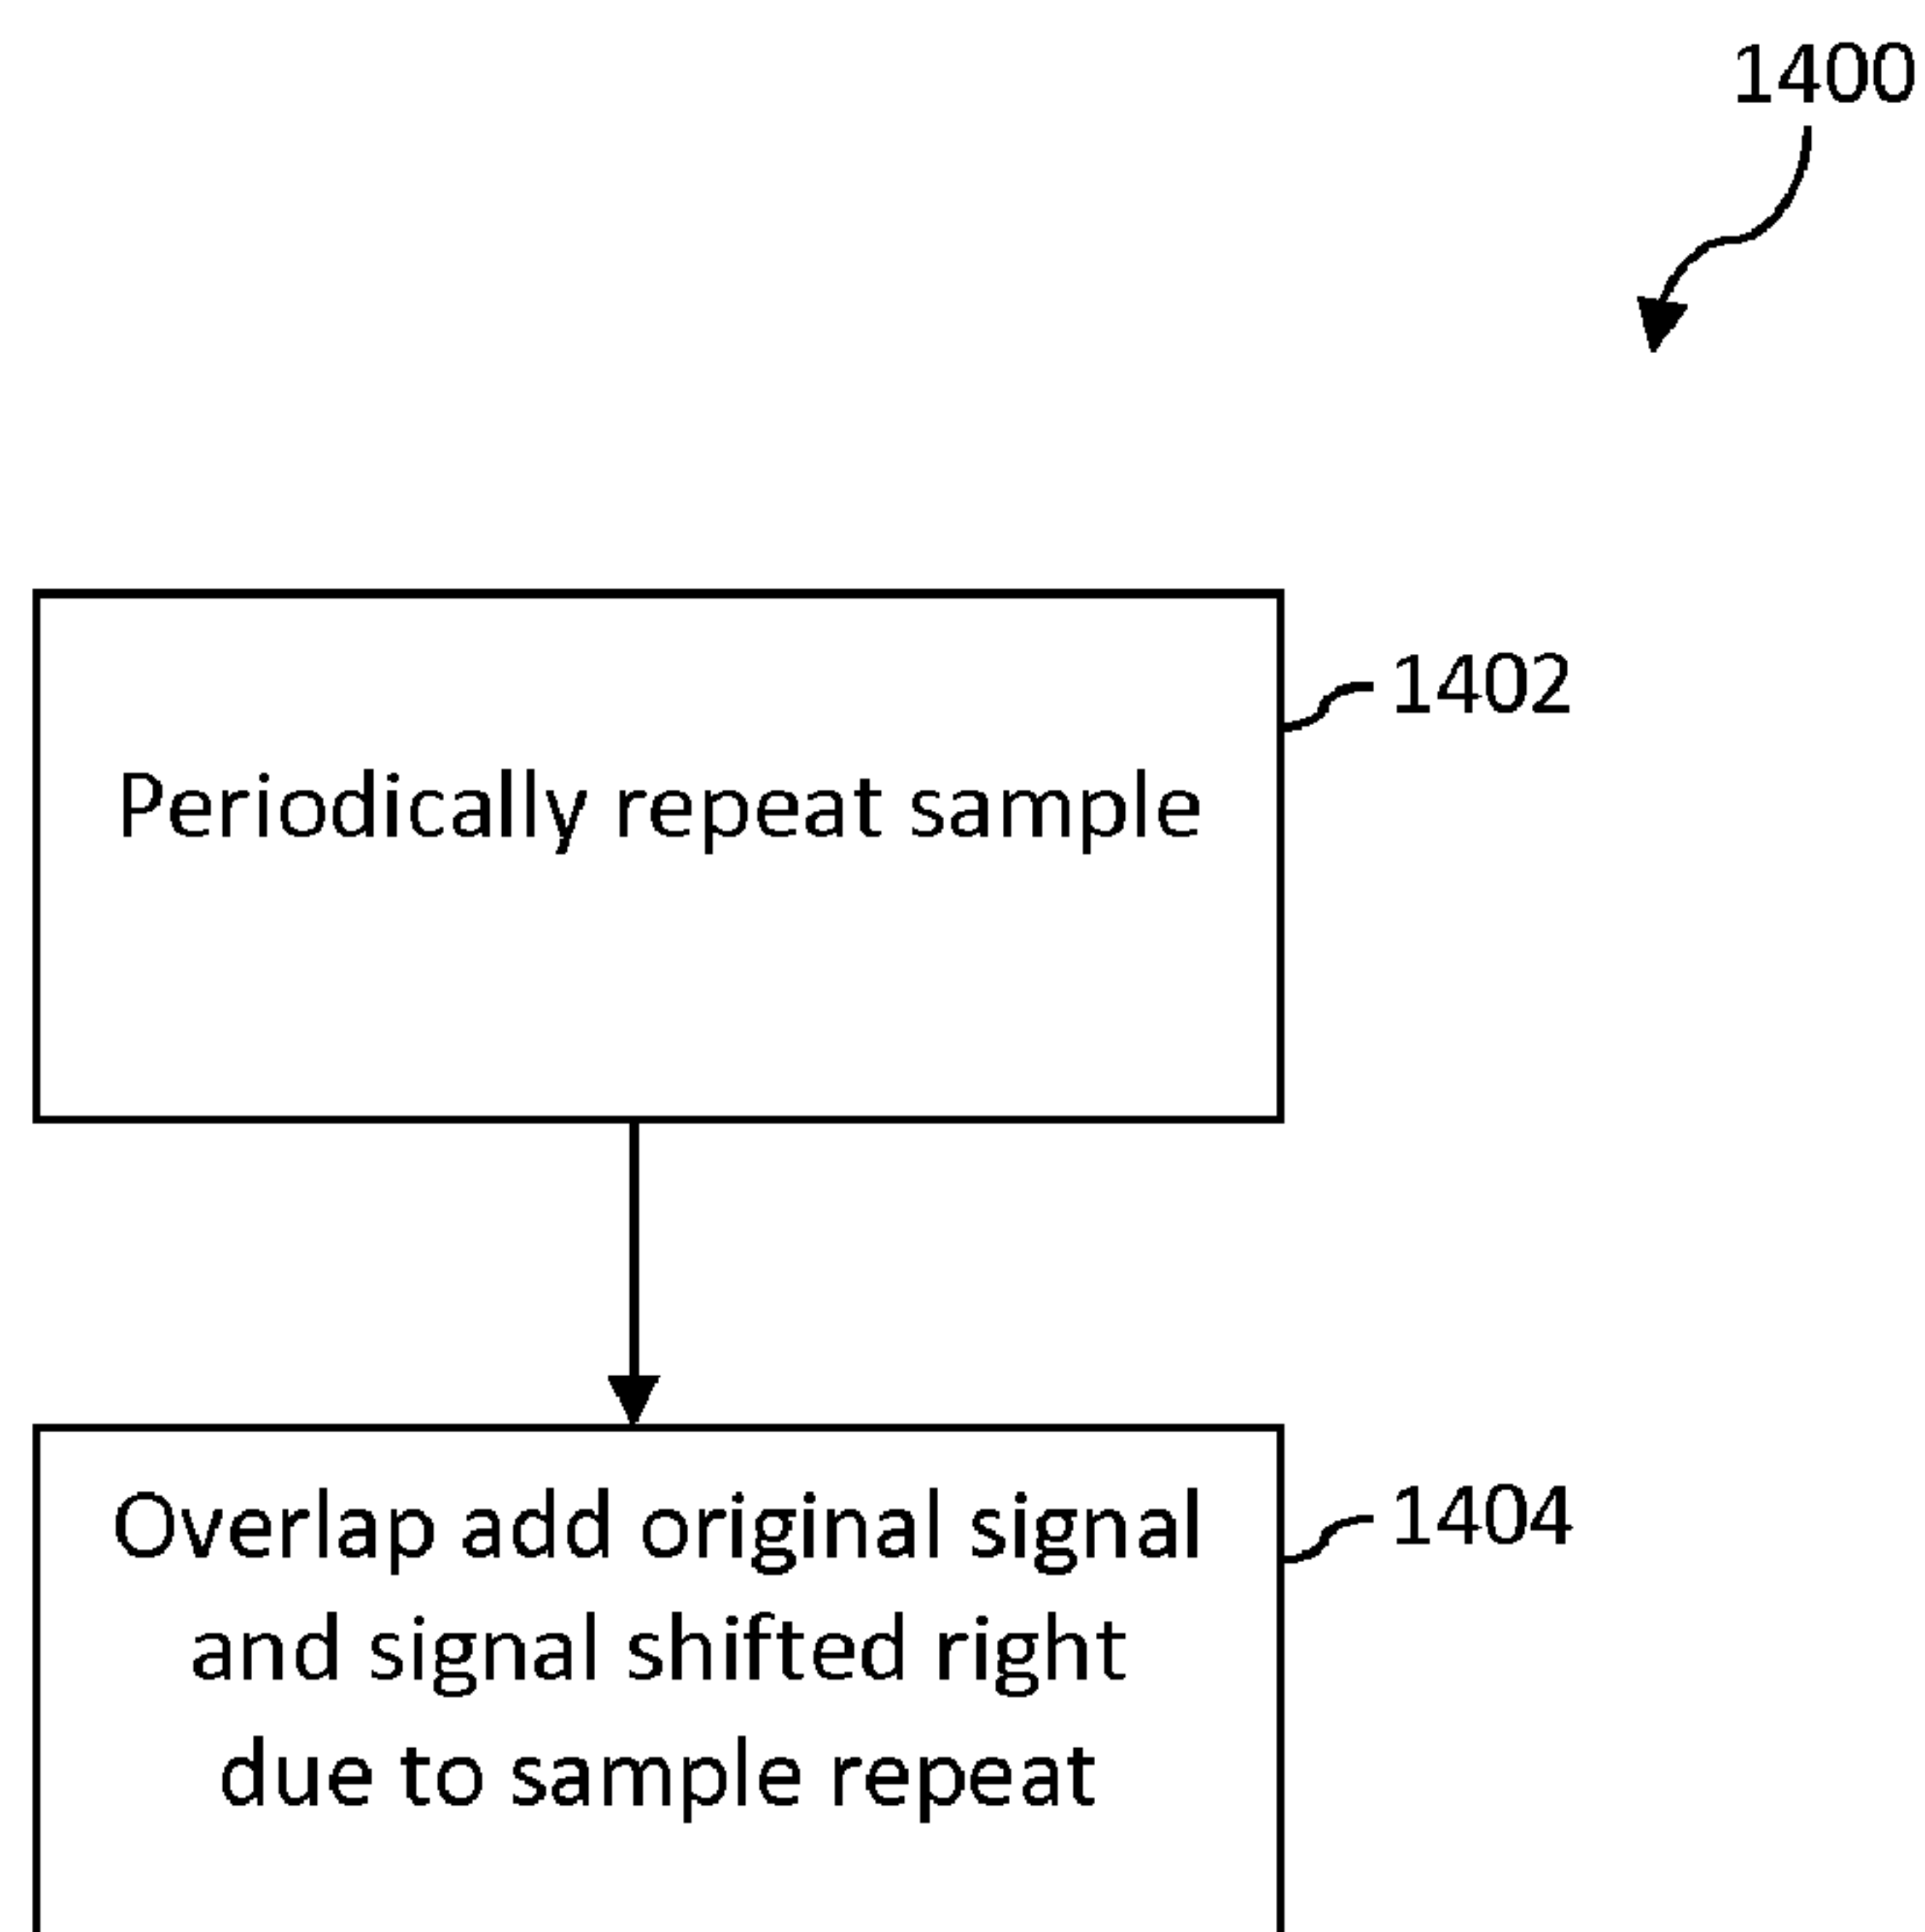 1400
1402
Periodically repeat sample
1404
Overlap add original signal
and signal shifted right
due to sample repeat